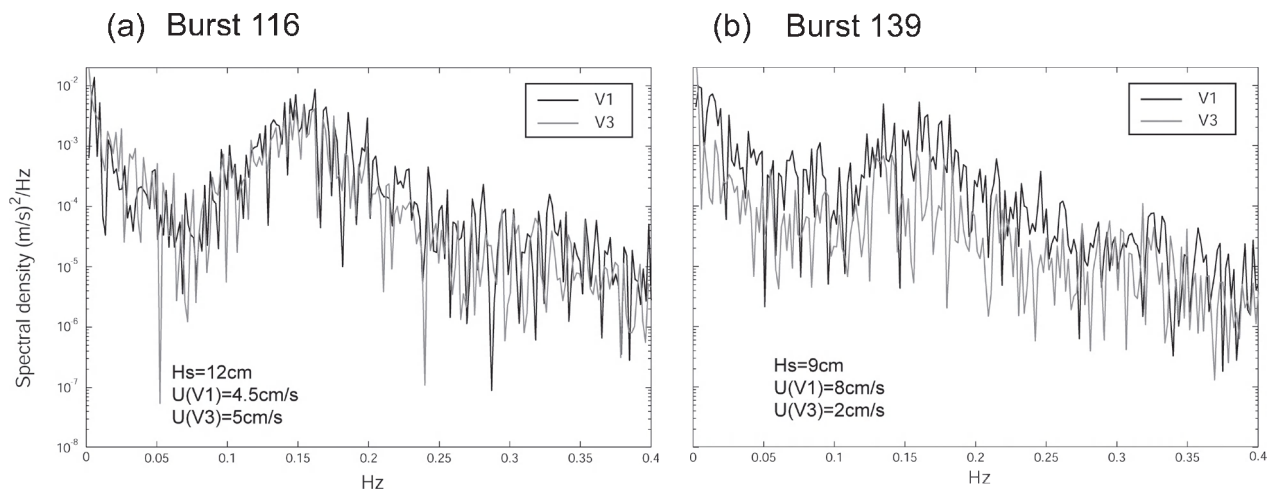 (a) Burst 116
(b) Burst 139
Spectral density (m/s)²/Hz
10⁻²
10⁻³
10⁻⁴
10⁻⁵
10⁻⁶
10⁻⁷
10⁻⁸
V1
V3
Hs=12cm
U(V1)=4.5cm/s
U(V3)=5cm/s
0 0.05 0.1 0.15 0.2 0.25 0.3 0.35 0.4
Hz
V1
V3
Hs=9cm
U(V1)=8cm/s
U(V3)=2cm/s
0 0.05 0.1 0.15 0.2 0.25 0.3 0.35 0.4
Hz